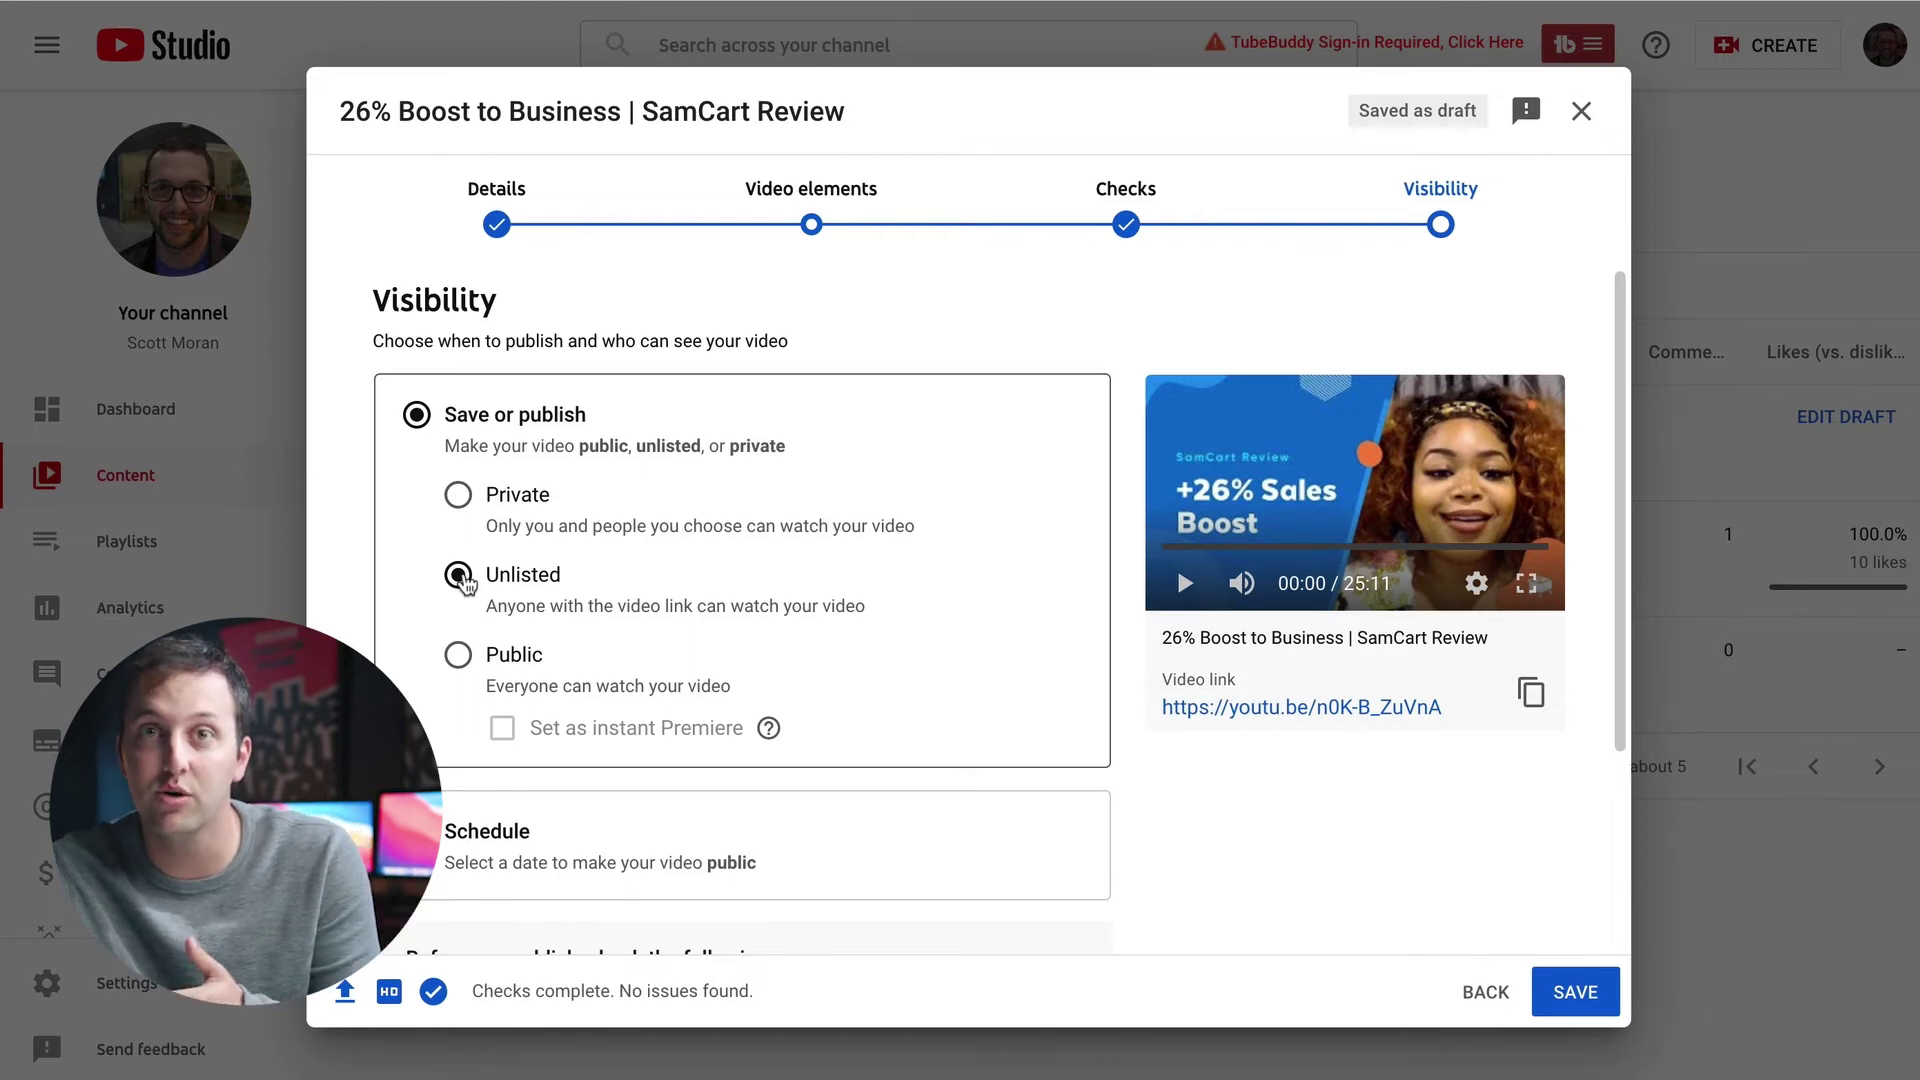 Studio
Search across your channel
TubeBuddy Sign-in Required, Click Here
tb
CREATE
26% Boost to Business | SamCart Review
Saved as draft
Details
Video elements
Checks
Visibility
Your channel
Scott Moran
Visibility
Choose when to publish and who can see your video
Comme...
Likes (vs. dislik...
Dashboard
Save or publish
Make your video public, unlisted, or private
EDIT DRAFT
Content
Private
Only you and people you choose can watch your video
SamCart Review
+26% Sales
Boost
1
100.0%
10 likes
Playlists
Unlisted
Anyone with the video link can watch your video
00:00 / 25:11
Analytics
Public
Everyone can watch your video
Set as instant Premiere
26% Boost to Business | SamCart Review
0
–
Video link
https://youtu.be/n0K-B_ZuVnA
about 5
Schedule
Select a date to make your video public
Settings
HD
Checks complete. No issues found.
BACK
SAVE
Send feedback